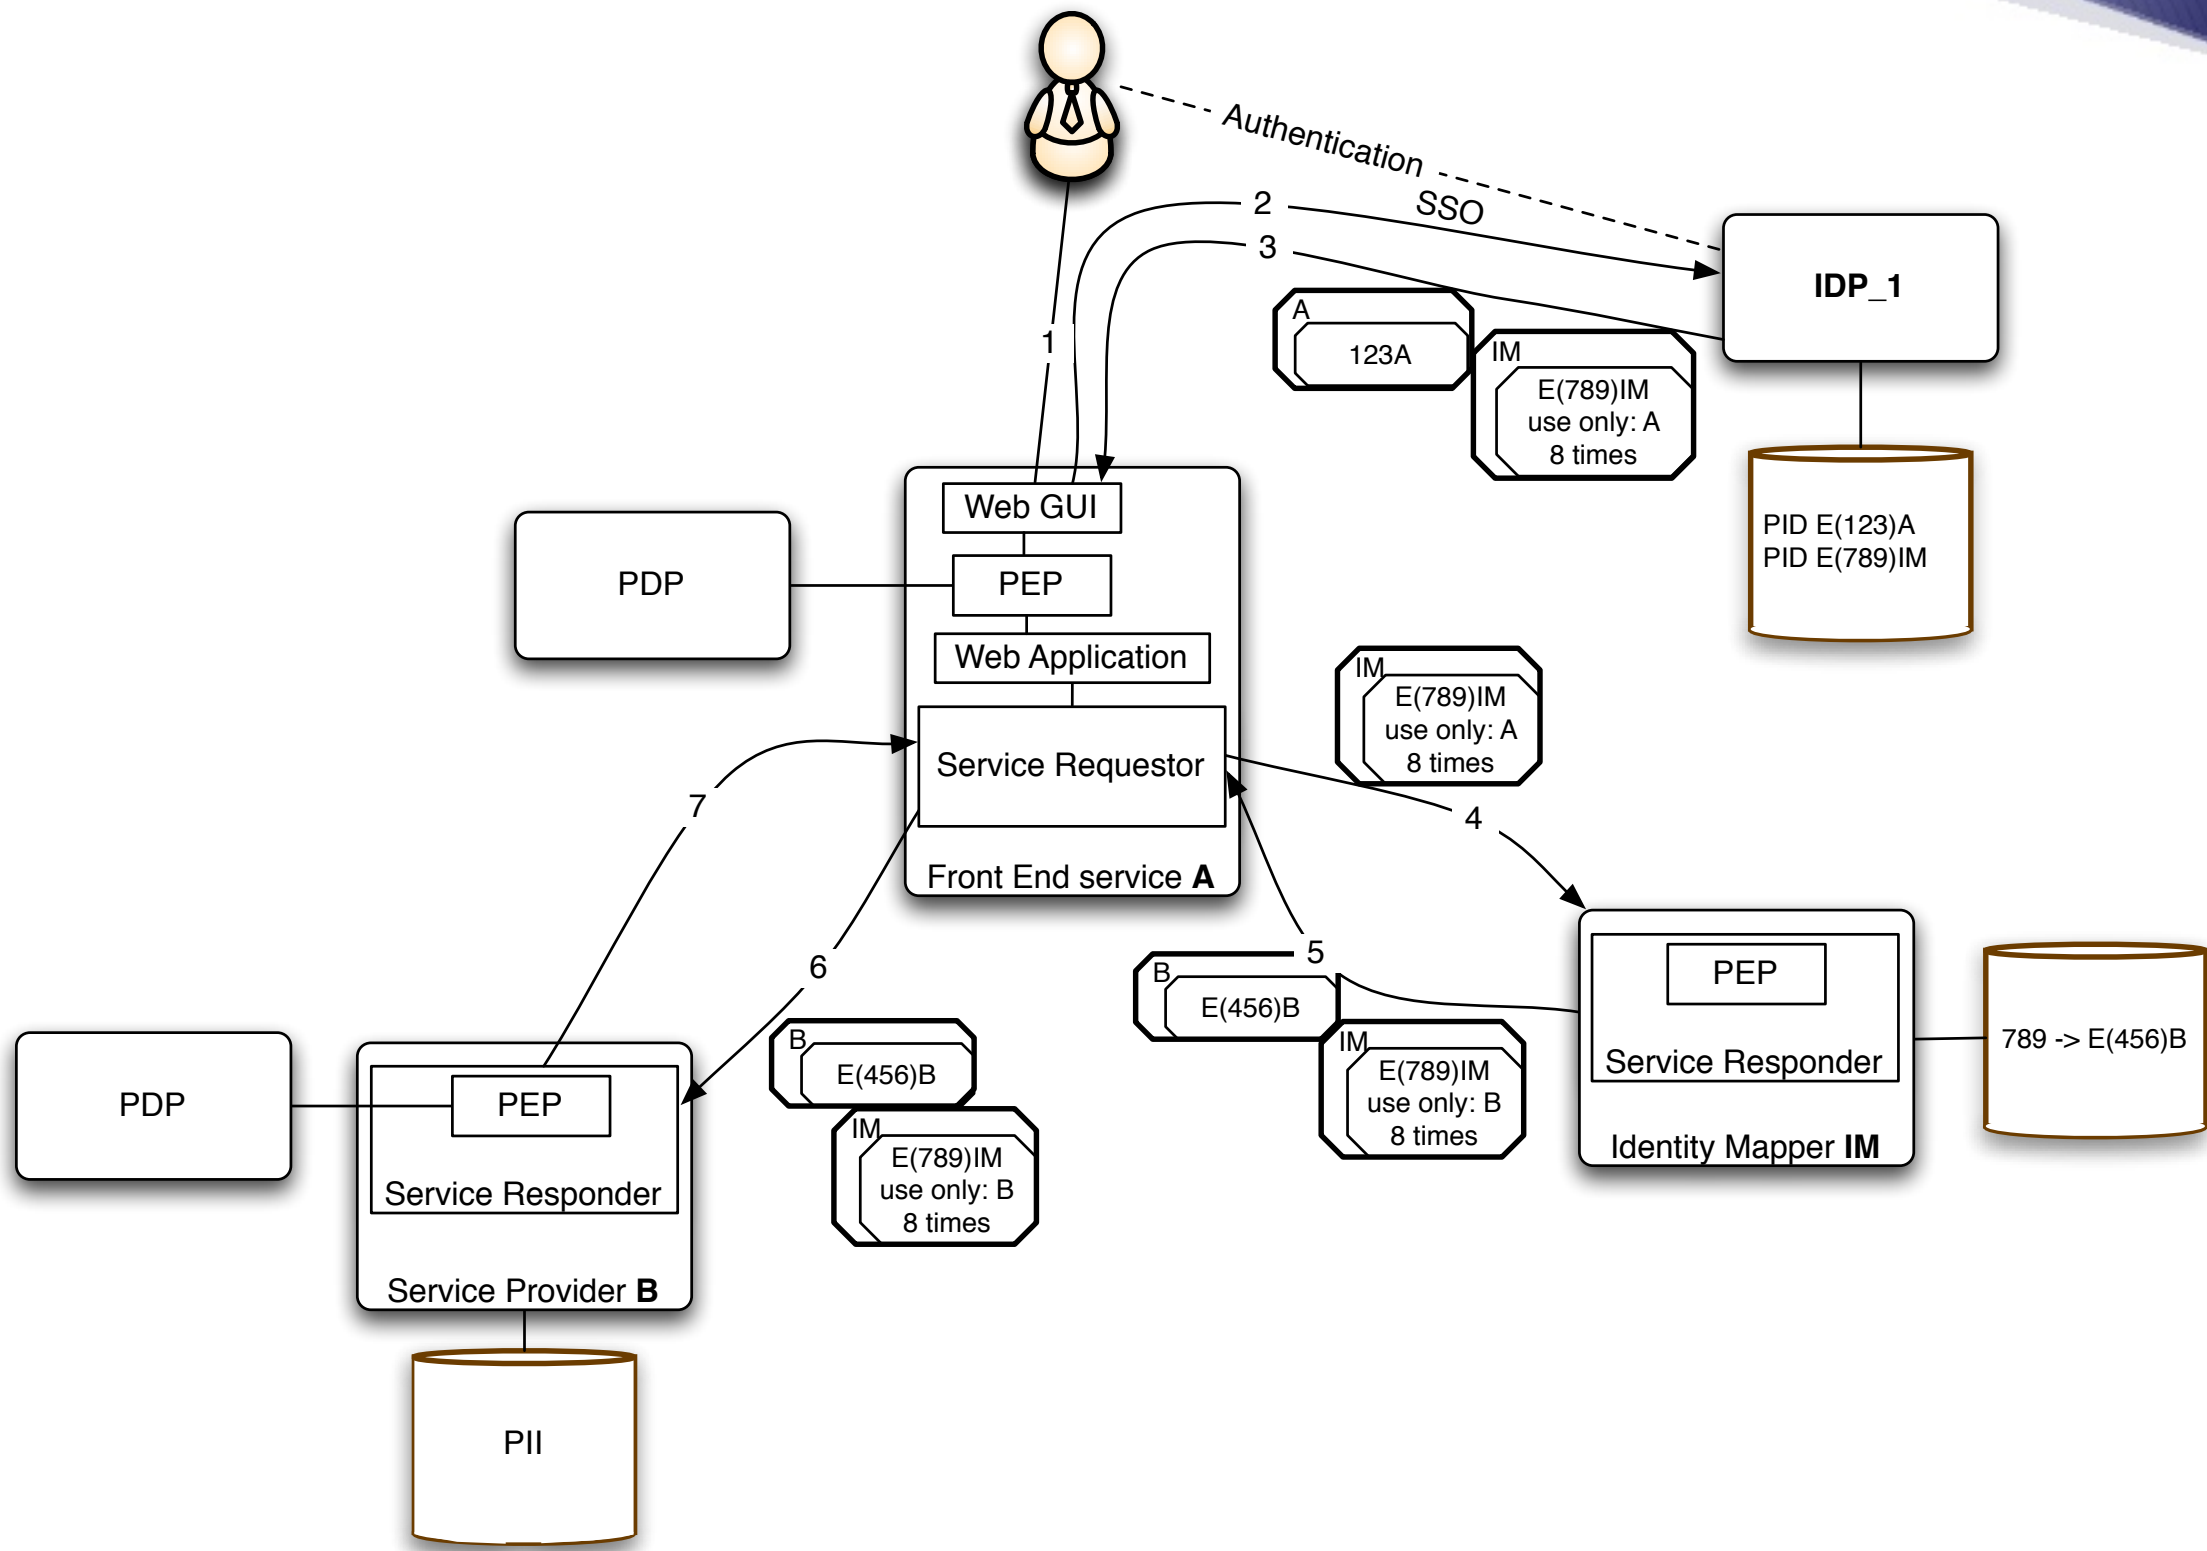 Authentication
2
SSO
3
IDP_1
A
123A
IM
E(789)IM
use only: A
8 times
1
Web GUI
PID E(123)A
PID E(789)IM
PDP
PEP
Web Application
IM
E(789)IM
use only: A
8 times
Service Requestor
7
4
Front End service A
6
5
B
E(456)B
PEP
789 -> E(456)B
Service Responder
IM
E(789)IM
use only: B
8 times
Identity Mapper IM
B
E(456)B
PDP
PEP
IM
E(789)IM
use only: B
8 times
Service Responder
Service Provider B
PII